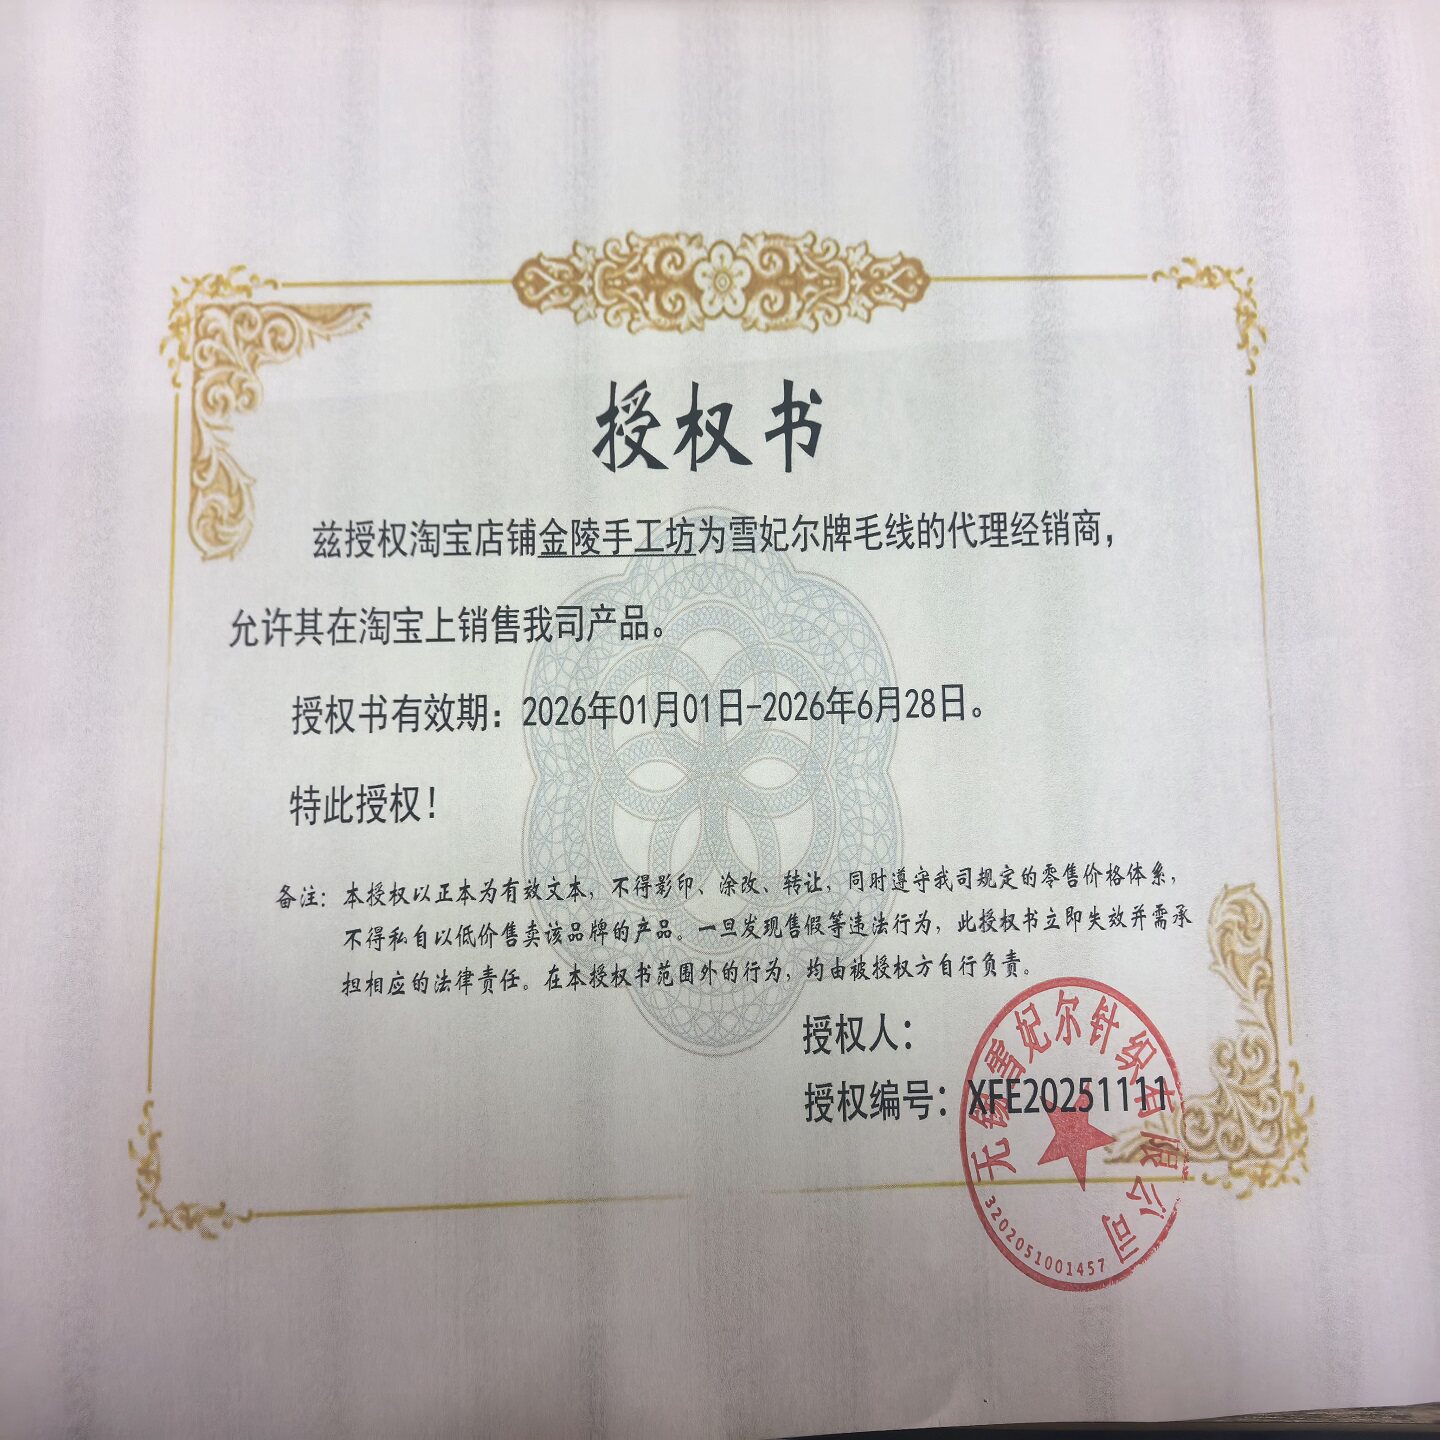 授权书
兹授权淘宝店铺金陵手工坊为雪妃尔牌毛线的代理经销商，
允许其在淘宝上销售我司产品。
授权书有效期：2026年01月01日-2026年6月28日。
特此授权！
备注：本授权以正本为有效文本，不得影印、涂改、转让，同时遵守我司规定的零售价格体系，
不得私自以低价售卖该品牌的产品。一旦发现售假等违法行为，此授权书立即失效并需承
担相应的法律责任。在本授权书范围外的行为，均由被授权方自行负责。
授权人：
授权编号：XFE20251111
无锡雪妃尔针织有限公司
3202051001457